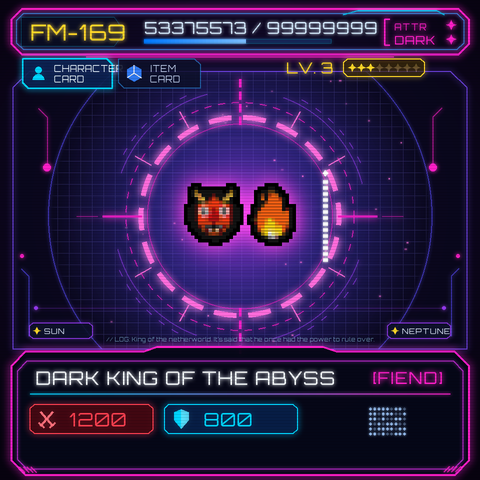 FM-169
53375573 / 99999999
ATTR
DARK
CHARACTER
CARD
ITEM
CARD
LV. 3
SUN
NEPTUNE
// LOG King of the netherworld. It's said that he once had the power to rule over
DARK KING OF THE ABYSS
[FIEND]
1200
800